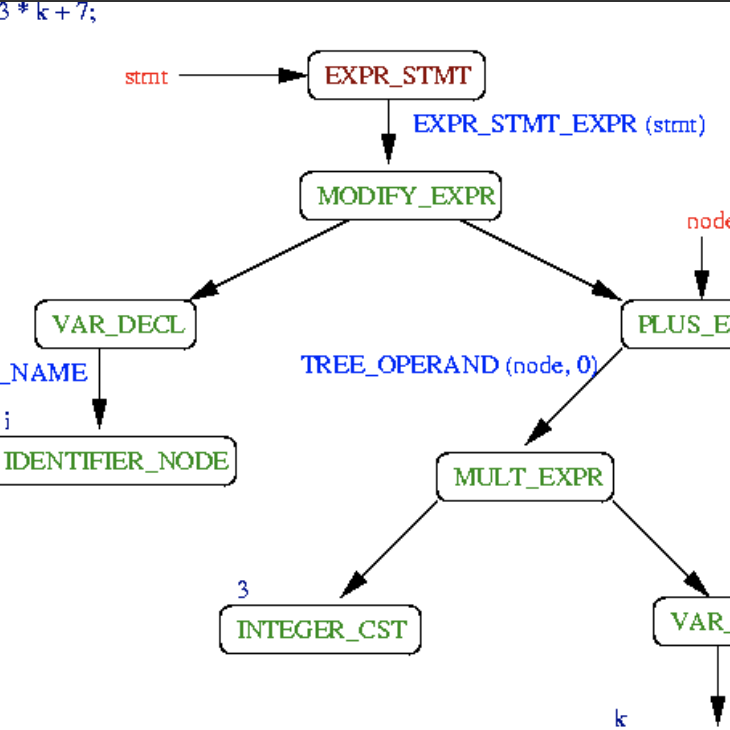 3 * k + 7;
stmt
EXPR_STMT
EXPR_STMT_EXPR (stmt)
MODIFY_EXPR
node
VAR_DECL
PLUS_E
_NAME
TREE_OPERAND (node, 0)
i
IDENTIFIER_NODE
MULT_EXPR
3
INTEGER_CST
VAR_
k